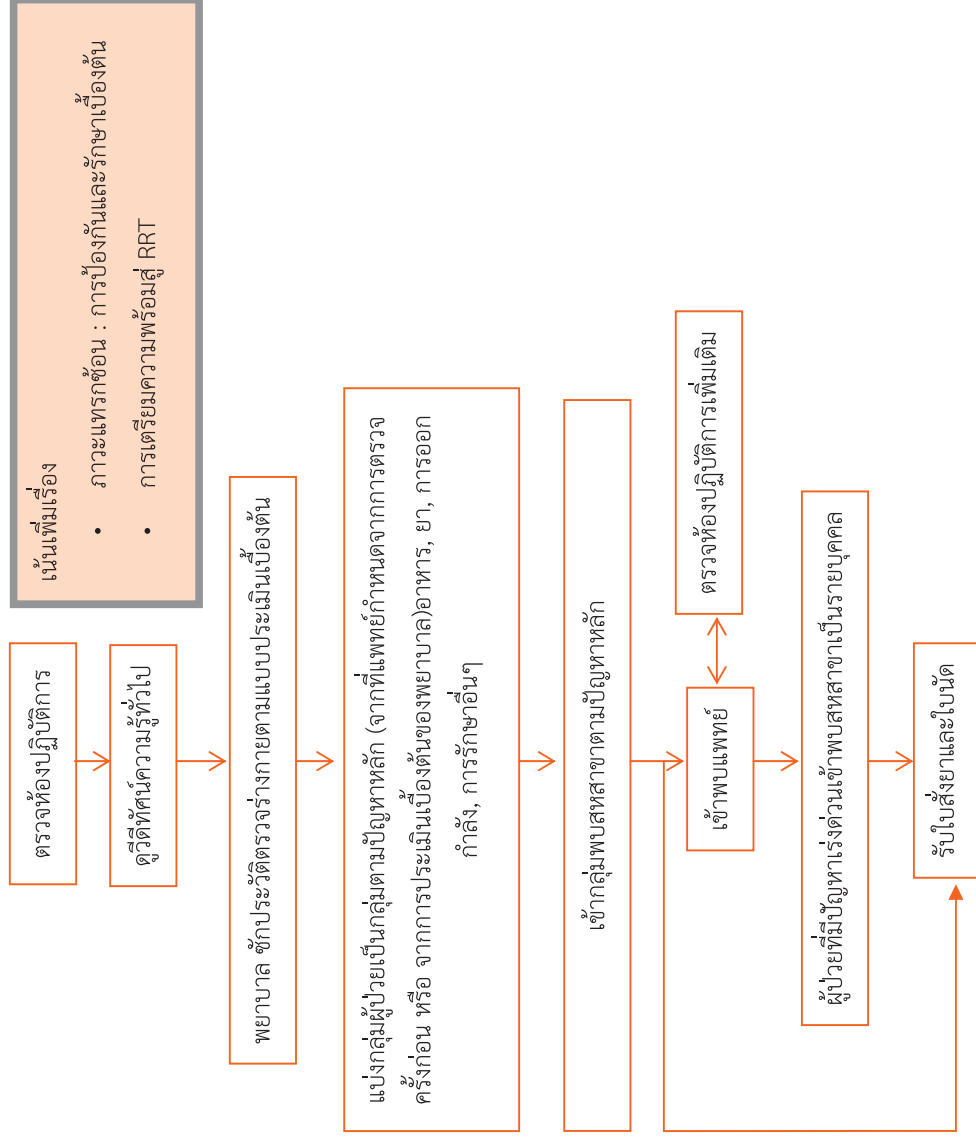 เน้นเพิ่มเรื่อง
• ภาวะแทรกซ้อน : การป้องกันและรักษาเบื้องต้น
• การเตรียมความพร้อมสู่ RRT
ตรวจห้องปฏิบัติการ
ดูวีดีทัศน์ความรู้ทั่วไป
พยาบาล ซักประวัติตรวจร่างกายตามแบบประเมินเบื้องต้น
แบ่งกลุ่มผู้ป่วยเป็นกลุ่มตามปัญหาหลัก (จากที่แพทย์กำหนดจากการตรวจ
ครั้งก่อน หรือ จากการประเมินเบื้องต้นของพยาบาล)อาหาร, ยา, การออก
กำลัง, การรักษาอื่นๆ
เข้ากลุ่มพบสหสาขาตามปัญหาหลัก
เข้าพบแพทย์
ตรวจห้องปฏิบัติการเพิ่มเติม
ผู้ป่วยที่มีปัญหาเร่งด่วนเข้าพบสหสาขาเป็นรายบุคคล
รับใบสั่งยาและใบนัด